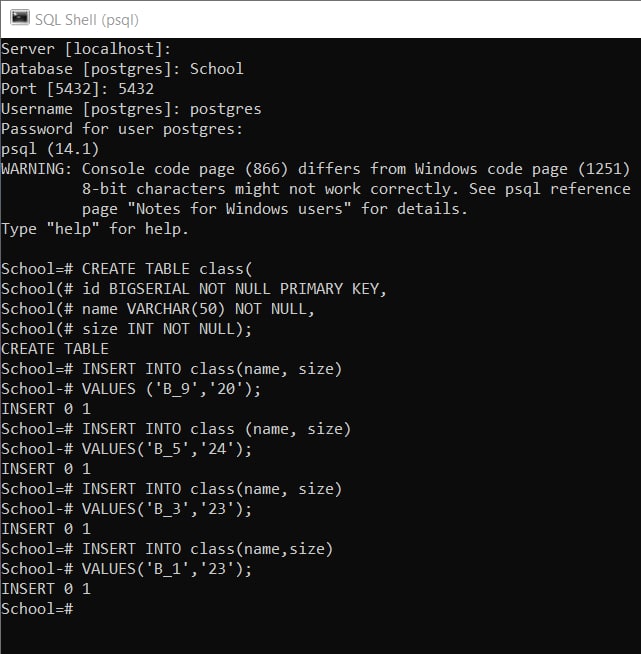 SQL Shell (psql)
Server [localhost]:
Database [postgres]: School
Port [5432]: 5432
Username [postgres]: postgres
Password for user postgres:
psql (14.1)
WARNING: Console code page (866) differs from Windows code page (1251)
         8-bit characters might not work correctly. See psql reference
         page "Notes for Windows users" for details.
Type "help" for help.

School=# CREATE TABLE class(
School(# id BIGSERIAL NOT NULL PRIMARY KEY,
School(# name VARCHAR(50) NOT NULL,
School(# size INT NOT NULL);
CREATE TABLE
School=# INSERT INTO class(name, size)
School-# VALUES ('B_9','20');
INSERT 0 1
School=# INSERT INTO class (name, size)
School-# VALUES('B_5','24');
INSERT 0 1
School=# INSERT INTO class(name, size)
School-# VALUES('B_3','23');
INSERT 0 1
School=# INSERT INTO class(name,size)
School-# VALUES('B_1','23');
INSERT 0 1
School=#